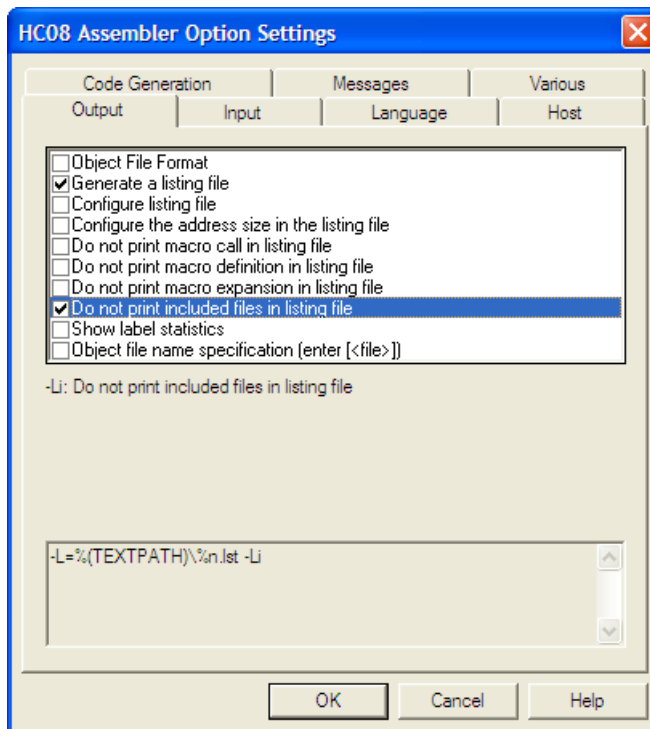 HC08 Assembler Option Settings
Code Generation
Messages
Various
Output
Input
Language
Host
Object File Format
Generate a listing file
Configure listing file
Configure the address size in the listing file
Do not print macro call in listing file
Do not print macro definition in listing file
Do not print macro expansion in listing file
Do not print included files in listing file
Show label statistics
Object file name specification (enter [<file>])
-Li: Do not print included files in listing file
-L=%(TEXTPATH)\%n.lst -Li
OK
Cancel
Help